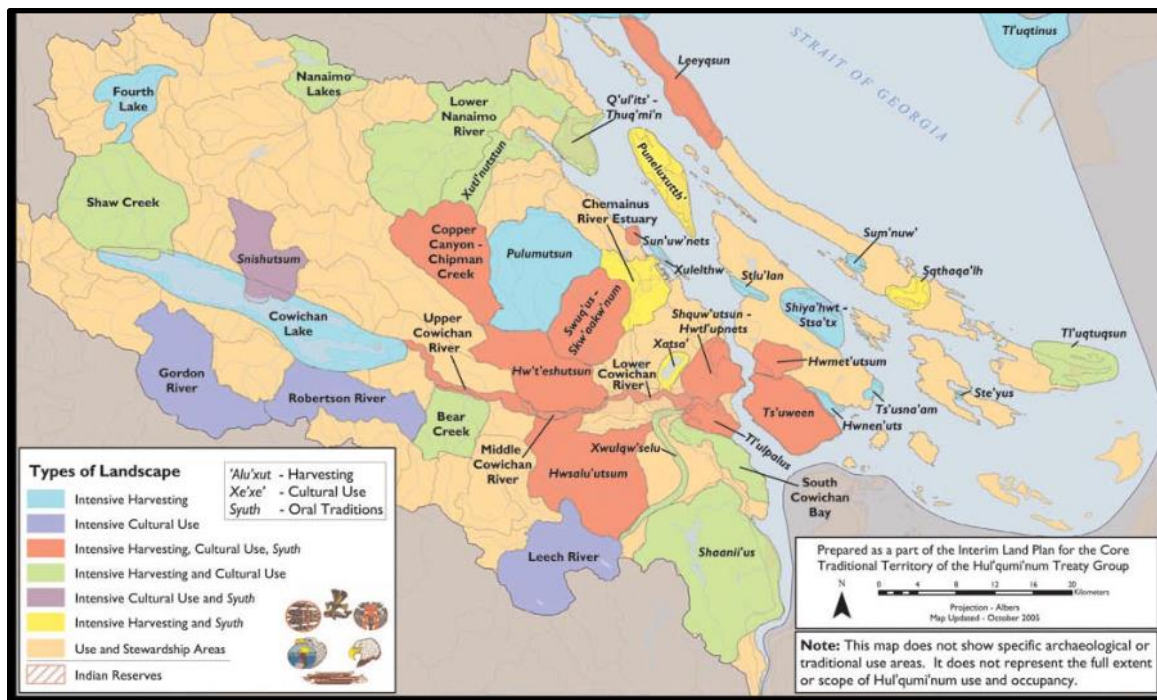 Tl'uqtinus
STRAIT OF GEORGIA
Leeyqsun
Fourth
Lake
Nanaimo
Lakes
Lower
Nanaimo
River
Q'ul'its' -
Thuq'mi'n
Xutl'nutstun
Puneluxutth'
Shaw Creek
Chemainus
River Estuary
Copper
Canyon -
Chipman
Creek
Pulumutsun
Sun'uw'nets
Xulelthw
Sum'nuw'
Snishutsum
Stlu'lan
Sqthaqa'lh
Swuq'us -
Skw'aakw'num
Shquw'utsun -
Hwtl'upnets
Shiya'hwt -
Stsa'tx
Tl'uqtuqsun
Cowichan
Lake
Upper
Cowichan
River
Xatsa'
Hwmet'utsum
Gordon
River
Hw't'eshutsun
Lower
Cowichan
River
Ste'yus
Robertson River
Ts'uween
Ts'usna'am
Hwnen'uts
Bear
Creek
Middle
Cowichan
River
Xwulqw'selu
Tl'ulpalus
Hwsalu'utsum
South
Cowichan
Bay
Leech River
Shaanii'us
Types of Landscape
'Alu'xut - Harvesting
Xe'xe' - Cultural Use
Syuth - Oral Traditions
Intensive Harvesting
Intensive Cultural Use
Intensive Harvesting, Cultural Use, Syuth
Intensive Harvesting and Cultural Use
Intensive Cultural Use and Syuth
Intensive Harvesting and Syuth
Use and Stewardship Areas
Indian Reserves
Prepared as a part of the Interim Land Plan for the Core
Traditional Territory of the Hul'qumi'num Treaty Group
N
0 4 8 12 16 20
Kilometers
Projection - Albers
Map Updated - October 2005
Note: This map does not show specific archaeological or
traditional use areas. It does not represent the full extent
or scope of Hul'qumi'num use and occupancy.